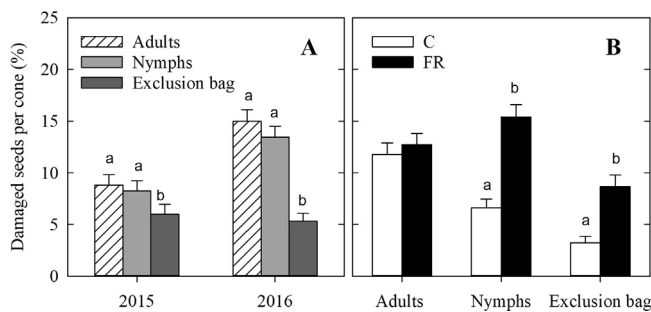 Damaged seeds per cone (%)
25
20
15
10
5
0
Adults
Nymphs
Exclusion bag
A
a
a
b
a
a
b
2015
2016
C
FR
B
a
b
a
b
Adults
Nymphs
Exclusion bag